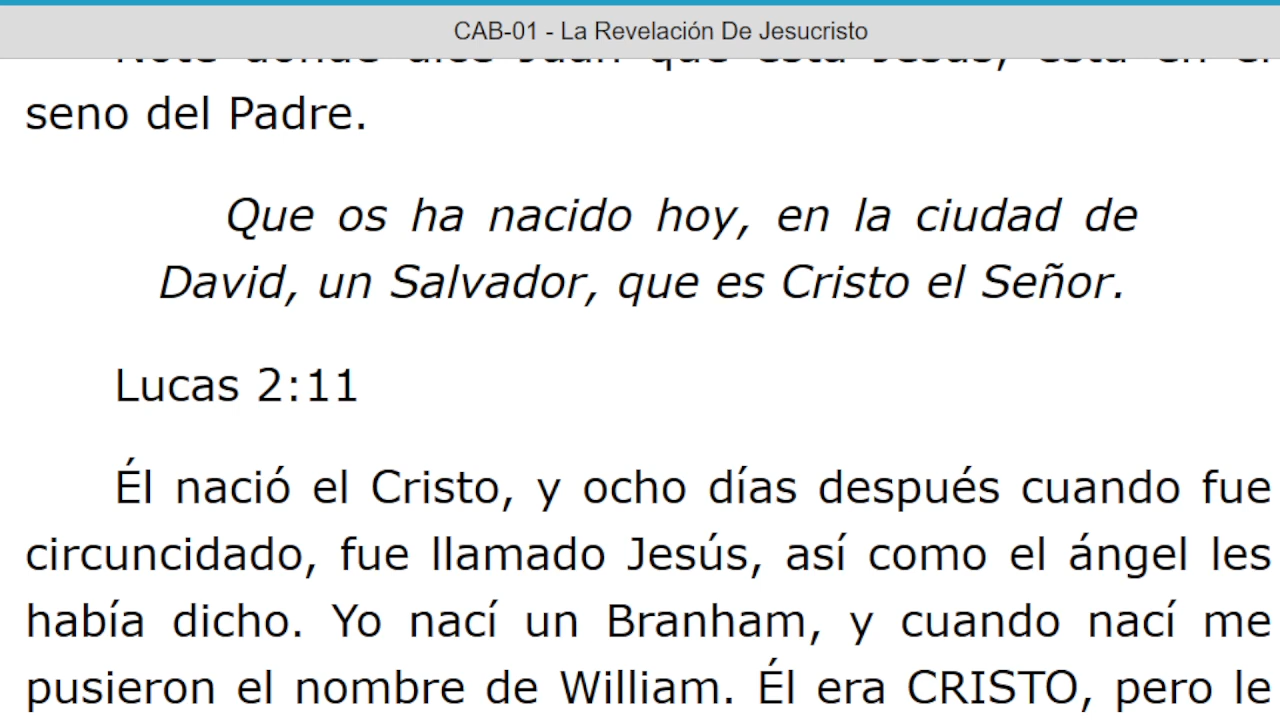 CAB-01 - La Revelación De Jesucristo
seno del Padre.
Que os ha nacido hoy, en la ciudad de
David, un Salvador, que es Cristo el Señor.
Lucas 2:11
Él nació el Cristo, y ocho días después cuando fue
circuncidado, fue llamado Jesús, así como el ángel les
había dicho. Yo nací un Branham, y cuando nací me
pusieron el nombre de William. Él era CRISTO, pero le